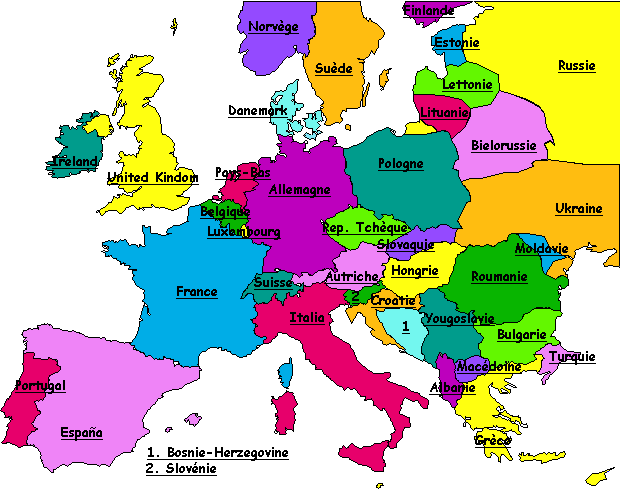 Finlande
Norvège
Estonie
Suède
Russie
Lettonie
Danemark
Lituanie
Bielorussie
Ireland
Pologne
Pays-Bas
United Kindom
Allemagne
Belgique
Ukraine
Rep. Tchèque
Luxembourg
Slovaquie
Moldavie
Hongrie
Autriche
Roumanie
Suisse
France
2
Croatie
Italia
Yougoslavie
1
Bulgarie
Turquie
Macédoine
Portugal
Albanie
España
Grèce
1. Bosnie-Herzegovine
2. Slovénie